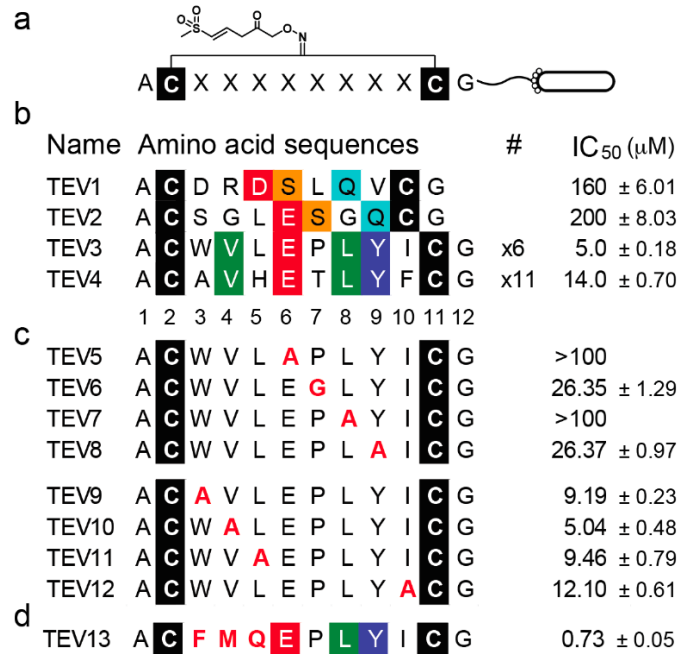 a
O O
O S O N
A C X X X X X X X X C G
b
Name Amino acid sequences # IC50 (µM)
TEV1 A C D R D S L Q V C G 160 ± 6.01
TEV2 A C S G L E S G Q C G 200 ± 8.03
TEV3 A C W V L E P L Y I C G x6 5.0 ± 0.18
TEV4 A C A V H E T L Y F C G x11 14.0 ± 0.70
1 2 3 4 5 6 7 8 9 10 11 12
c
TEV5 A C W V L A P L Y I C G >100
TEV6 A C W V L E G L Y I C G 26.35 ± 1.29
TEV7 A C W V L E P A Y I C G >100
TEV8 A C W V L E P L A I C G 26.37 ± 0.97
TEV9 A C A V L E P L Y I C G 9.19 ± 0.23
TEV10 A C W A L E P L Y I C G 5.04 ± 0.48
TEV11 A C W V A E P L Y I C G 9.46 ± 0.79
TEV12 A C W V L E P L Y A C G 12.10 ± 0.61
d
TEV13 A C F M Q E P L Y I C G 0.73 ± 0.05